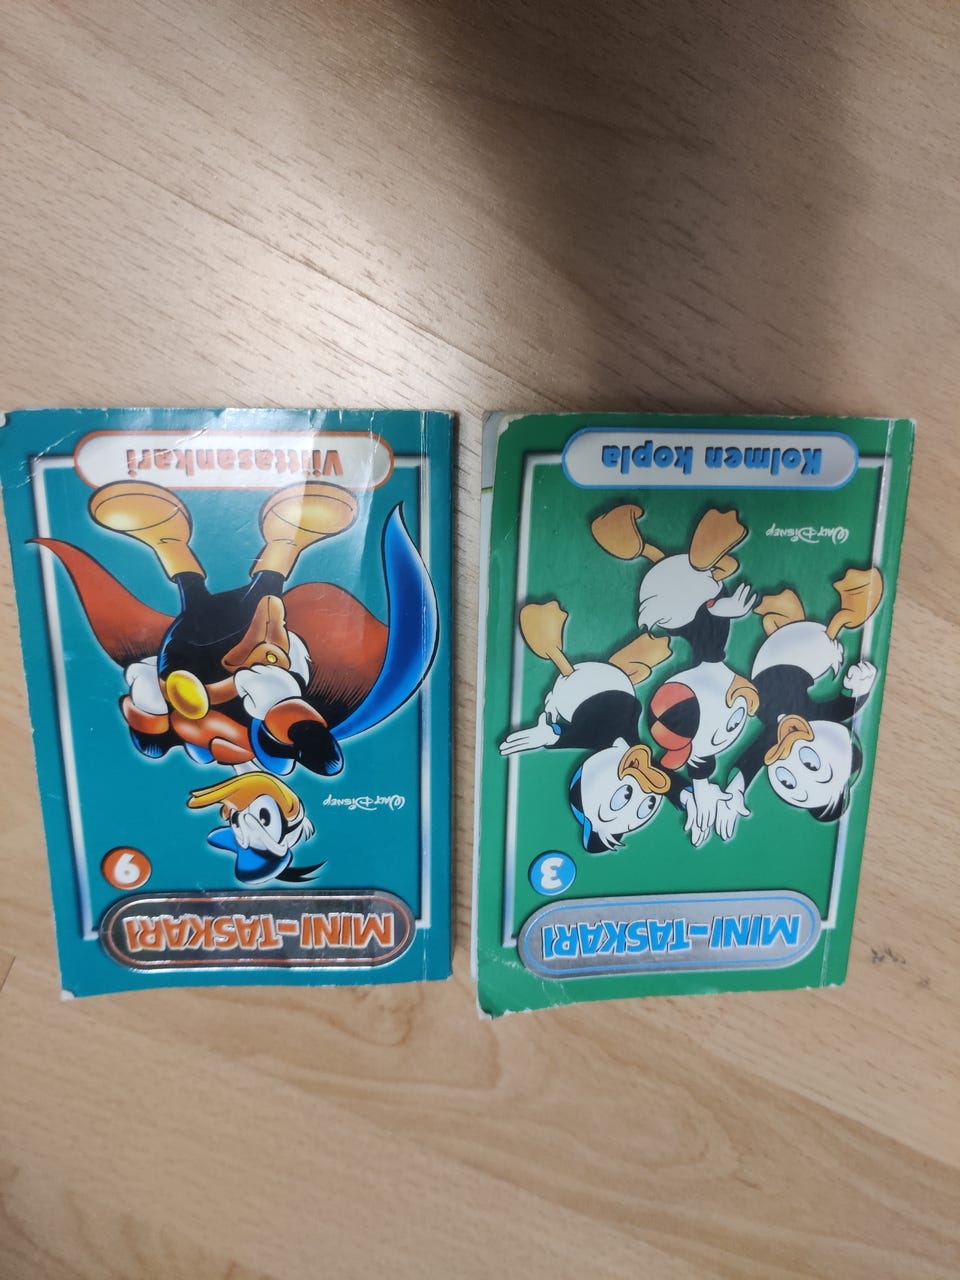 MINI-TASKARI
3
WALT DISNEY
Kolmen kopla
MINI-TASKARI
6
WALT DISNEY
Viittasankari